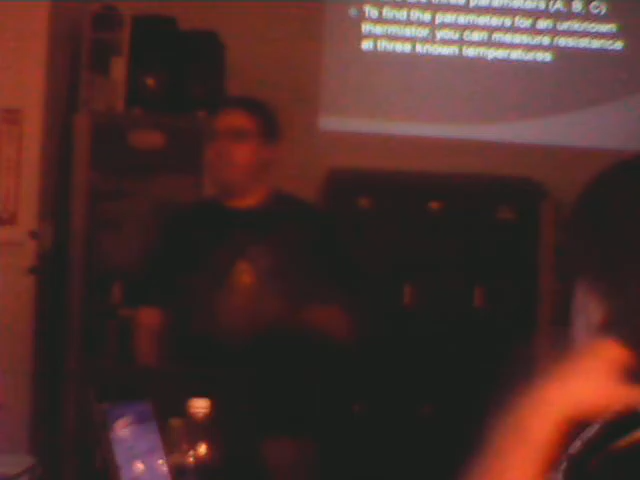 three parameters (A, B, C)
To find the parameters for an unknown
thermistor, you can measure resistance
at three known temperatures